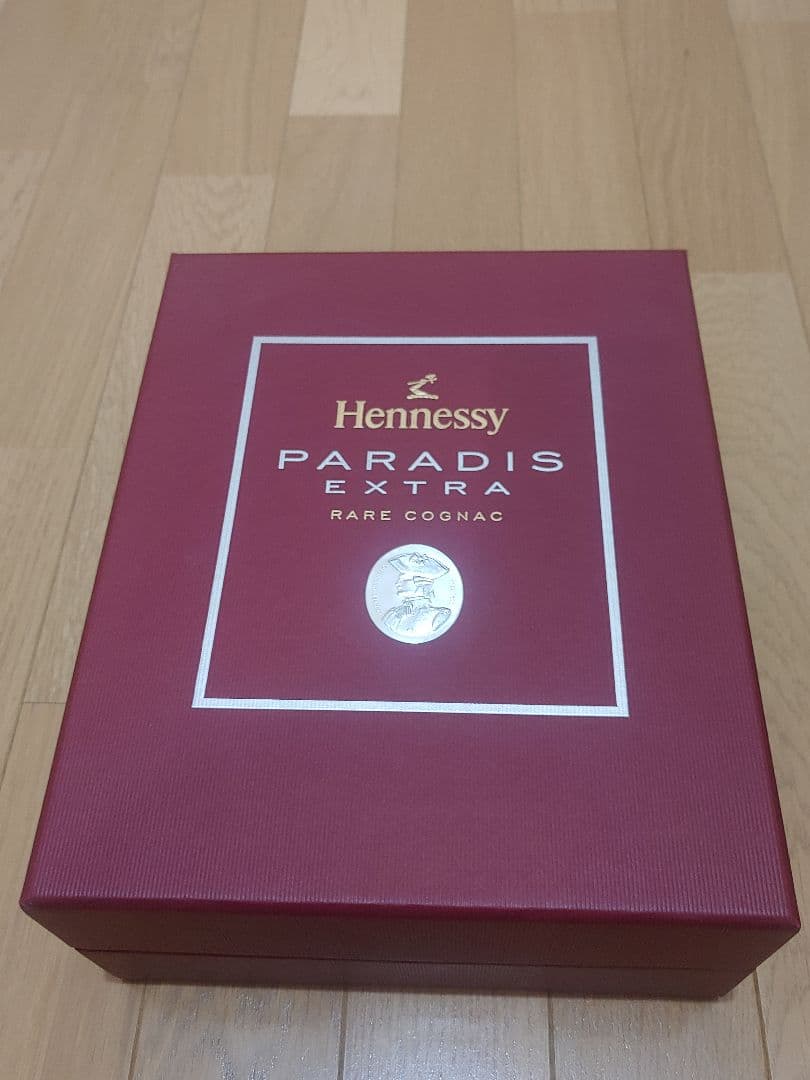 Hennessy
PARADIS
EXTRA
RARE COGNAC